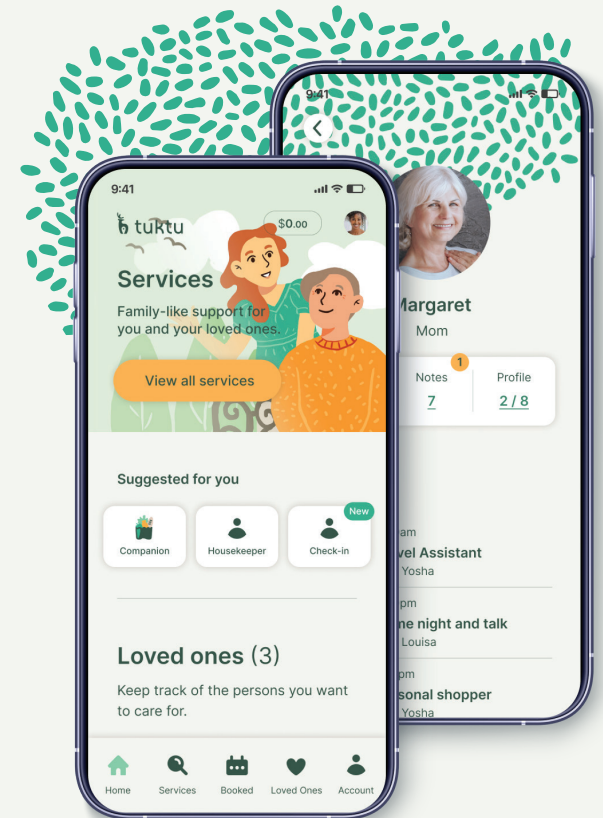 9:41
tuktu
$0.00
Services
Family-like support for
you and your loved ones.
View all services
Suggested for you
New
Companion
Housekeeper
Check-in
Loved ones (3)
Keep track of the persons you want
to care for.
Home
Services
Booked
Loved Ones
Account
9:41
Margaret
Mom
1
Notes
Profile
7
2 / 8
am
Assistant
Yosha
pm
night and talk
Louisa
pm
shopper
Yosha